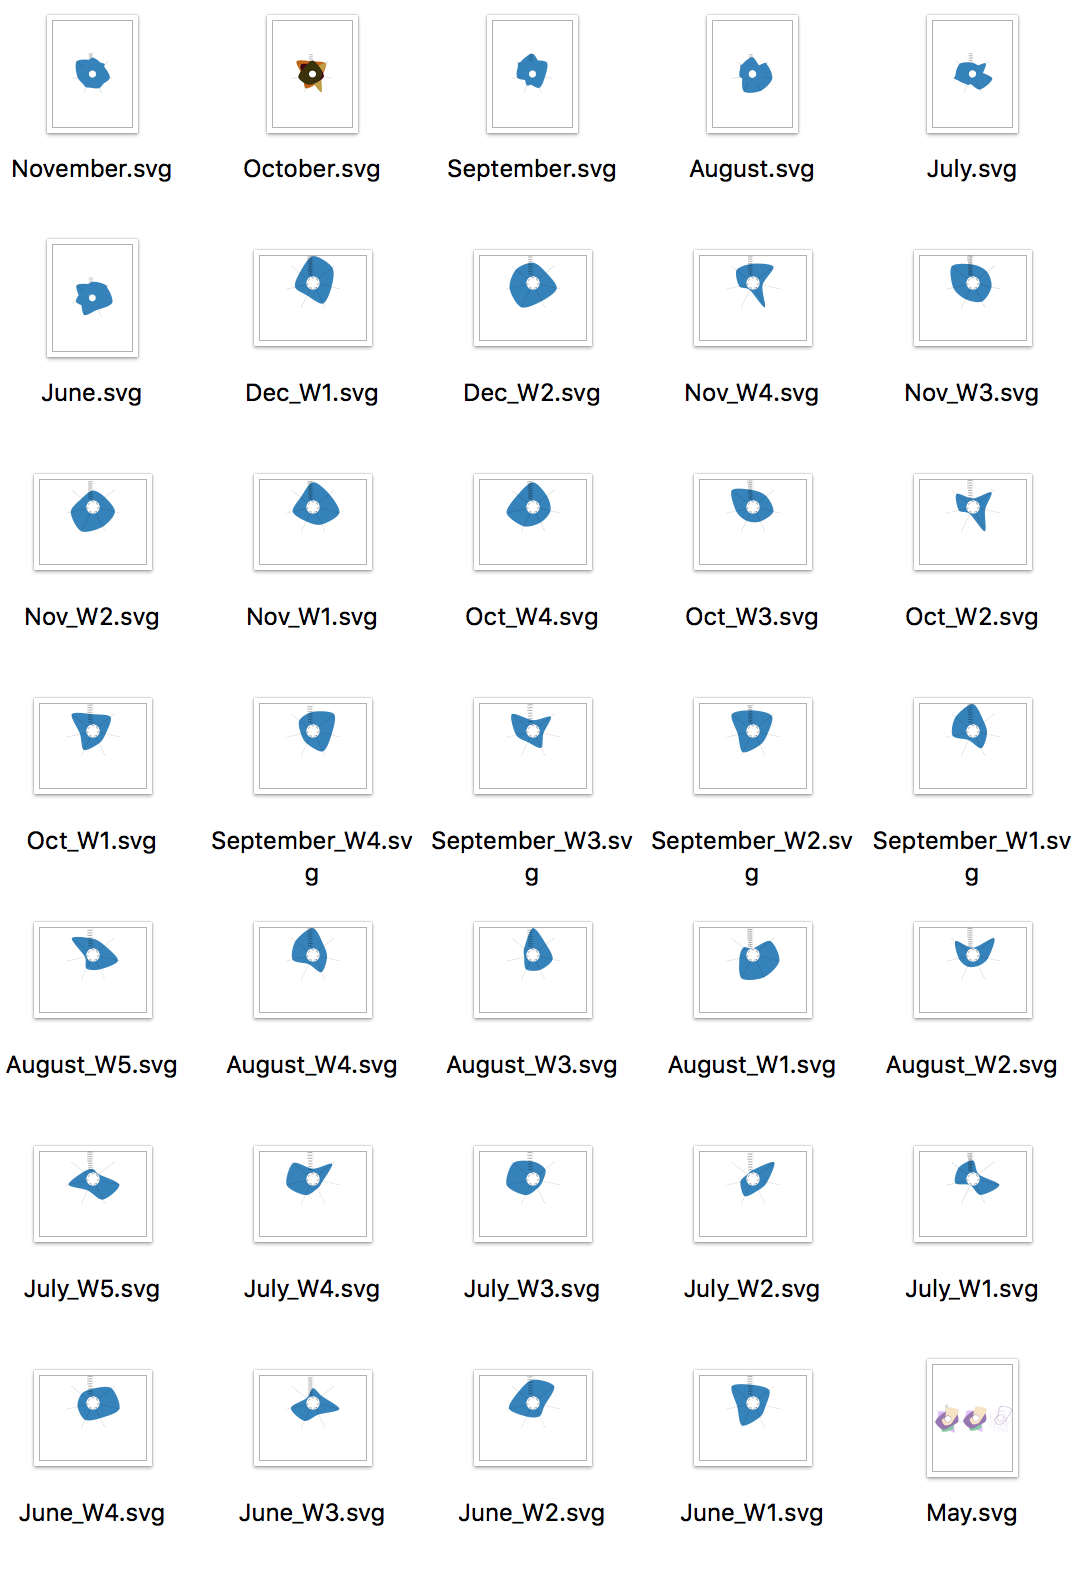 November.svg
October.svg
September.svg
August.svg
July.svg
June.svg
Dec_W1.svg
Dec_W2.svg
Nov_W4.svg
Nov_W3.svg
Nov_W2.svg
Nov_W1.svg
Oct_W4.svg
Oct_W3.svg
Oct_W2.svg
Oct_W1.svg
September_W4.sv
g
September_W3.sv
g
September_W2.sv
g
September_W1.sv
g
August_W5.svg
August_W4.svg
August_W3.svg
August_W1.svg
August_W2.svg
July_W5.svg
July_W4.svg
July_W3.svg
July_W2.svg
July_W1.svg
June_W4.svg
June_W3.svg
June_W2.svg
June_W1.svg
May.svg